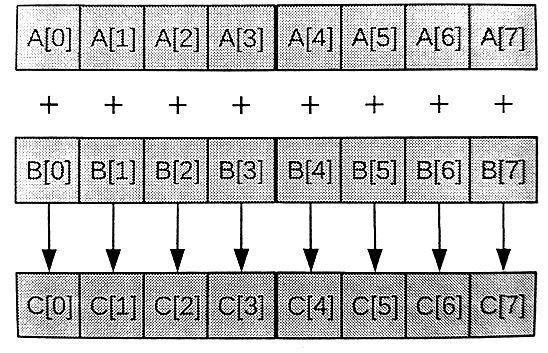 A[0] A[1] A[2] A[3] A[4] A[5] A[6] A[7]
+ + + + + + + +
B[0] B[1] B[2] B[3] B[4] B[5] B[6] B[7]
C[0] C[1] C[2] C[3] C[4] C[5] C[6] C[7]